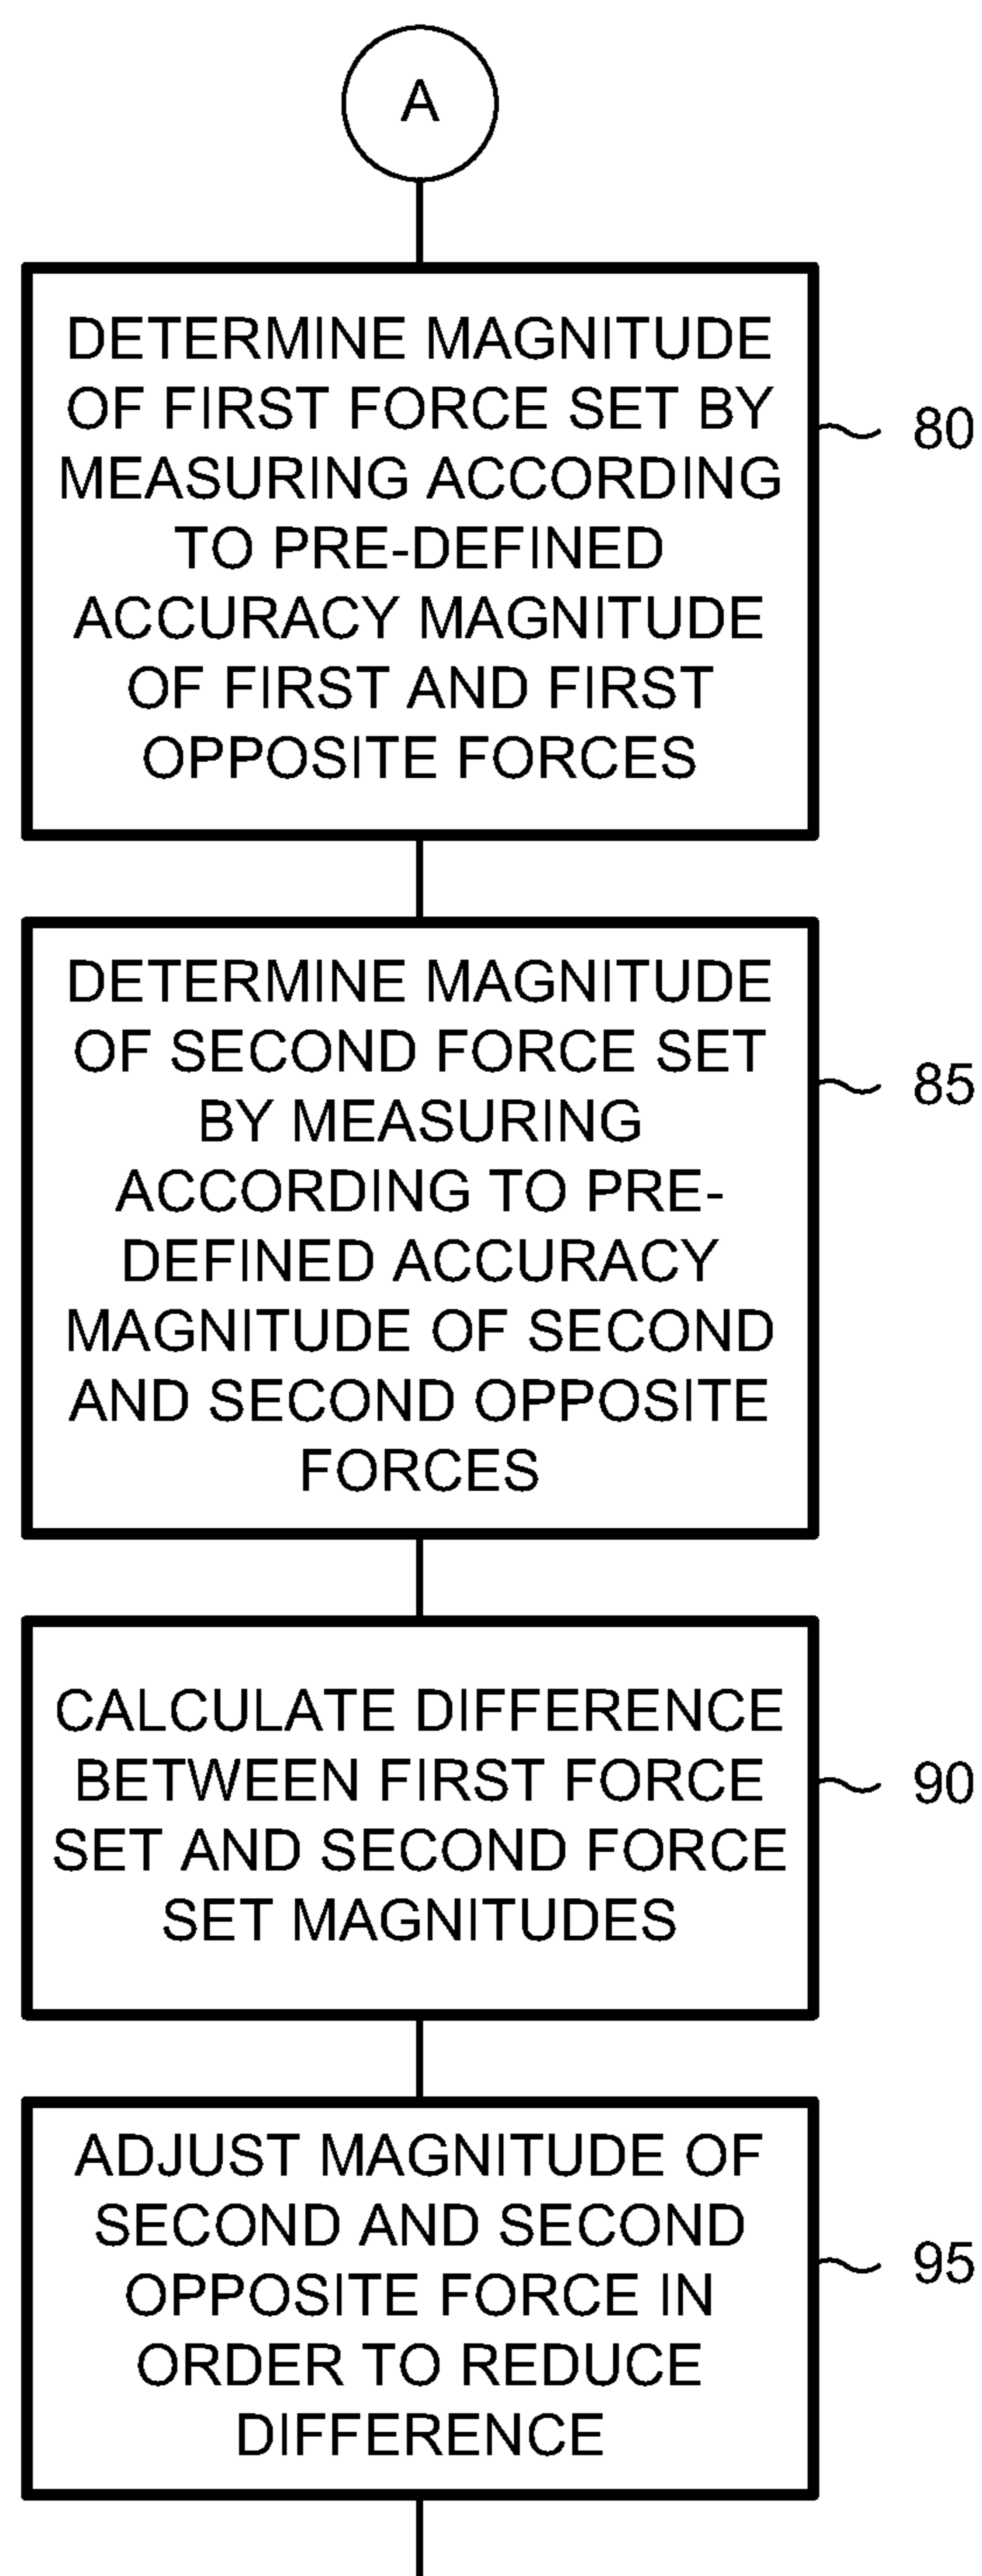 A
DETERMINE MAGNITUDE
OF FIRST FORCE SET BY
MEASURING ACCORDING
TO PRE-DEFINED
ACCURACY MAGNITUDE
OF FIRST AND FIRST
OPPOSITE FORCES
80
DETERMINE MAGNITUDE
OF SECOND FORCE SET
BY MEASURING
ACCORDING TO PRE-
DEFINED ACCURACY
MAGNITUDE OF SECOND
AND SECOND OPPOSITE
FORCES
85
CALCULATE DIFFERENCE
BETWEEN FIRST FORCE
SET AND SECOND FORCE
SET MAGNITUDES
90
ADJUST MAGNITUDE OF
SECOND AND SECOND
OPPOSITE FORCE IN
ORDER TO REDUCE
DIFFERENCE
95